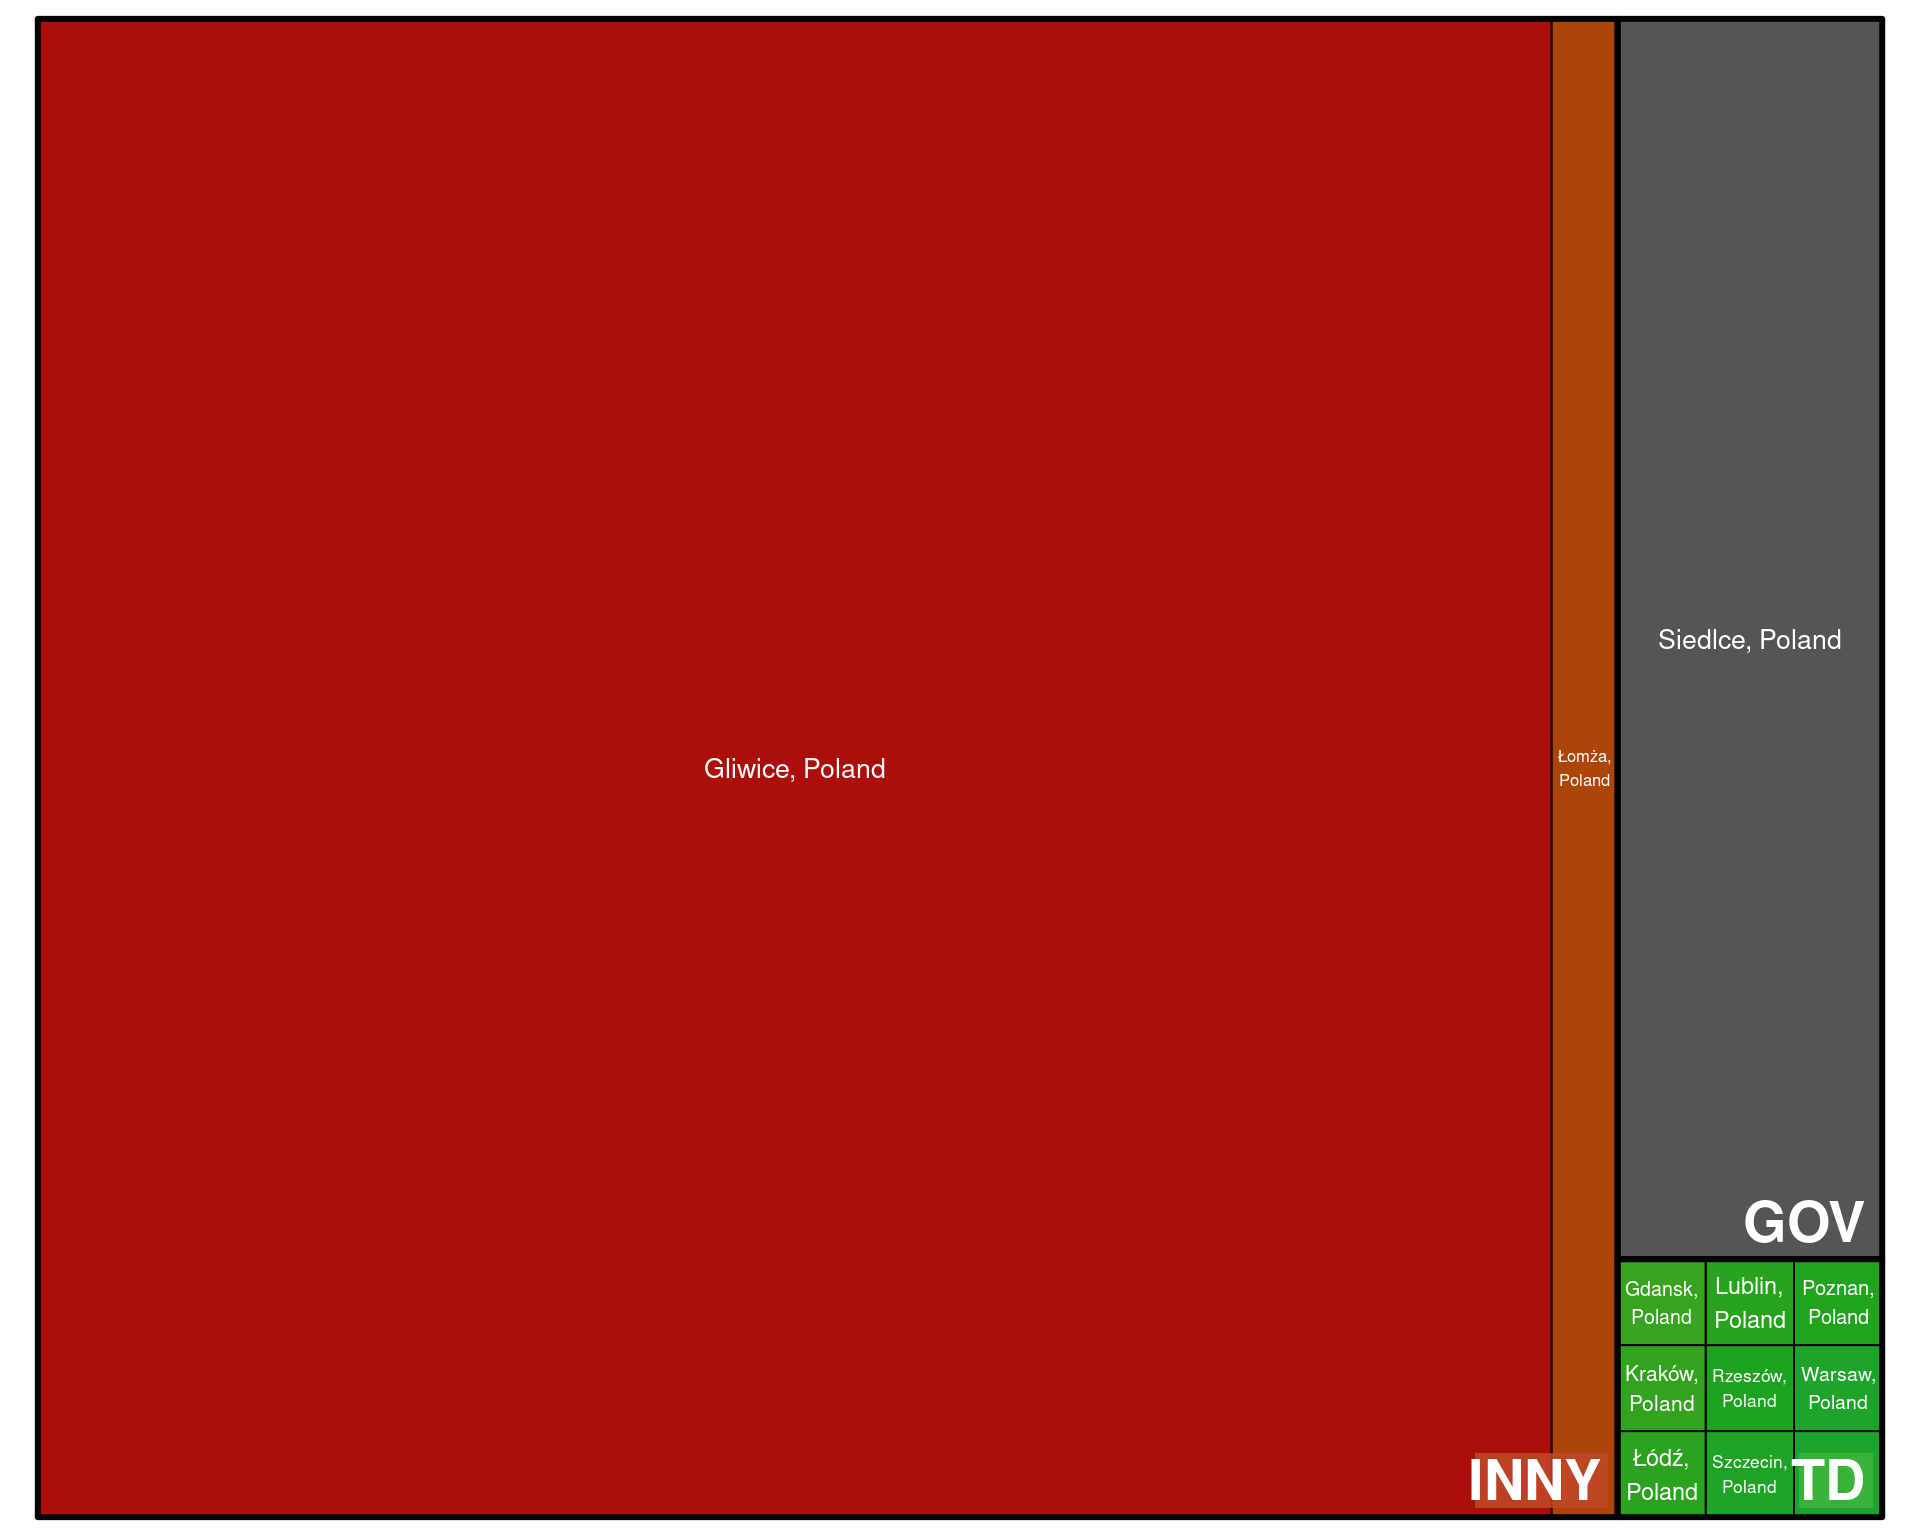 Gliwice, Poland
Łomża,
Poland
INNY
Siedlce, Poland
GOV
Gdansk,
Poland
Lublin,
Poland
Poznan,
Poland
Kraków,
Poland
Rzeszów,
Poland
Warsaw,
Poland
Łódź,
Poland
Szczecin,
Poland
TD